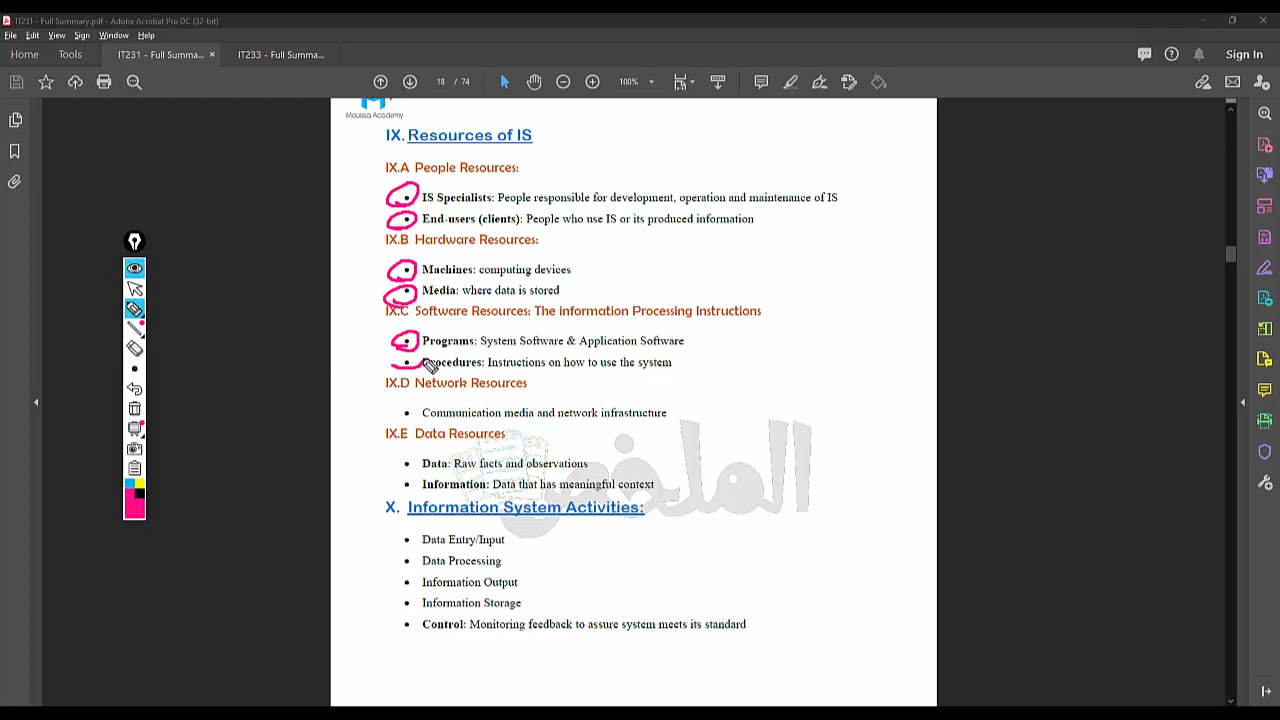 IT231 - Full Summary.pdf - Adobe Acrobat Pro DC (32-bit)
File Edit View Sign Window Help
Home Tools IT231 - Full Summa... × IT233 - Full Summa... Sign In
18 / 74 100%
Moussa Academy
IX. Resources of IS
IX.A People Resources:
• IS Specialists: People responsible for development, operation and maintenance of IS
• End-users (clients): People who use IS or its produced information
IX.B Hardware Resources:
• Machines: computing devices
• Media: where data is stored
IX.C Software Resources: The information Processing Instructions
• Programs: System Software & Application Software
• Procedures: Instructions on how to use the system
IX.D Network Resources
• Communication media and network infrastructure
IX.E Data Resources
• Data: Raw facts and observations
• Information: Data that has meaningful context
الملخص
X. Information System Activities:
• Data Entry/Input
• Data Processing
• Information Output
• Information Storage
• Control: Monitoring feedback to assure system meets its standard